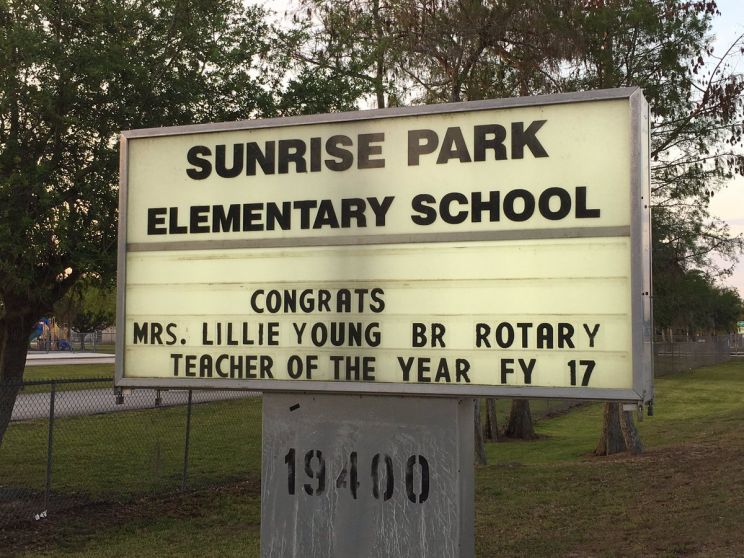 SUNRISE PARK
ELEMENTARY SCHOOL
CONGRATS
MRS. LILLIE YOUNG BR ROTARY
TEACHER OF THE YEAR FY 17
19400